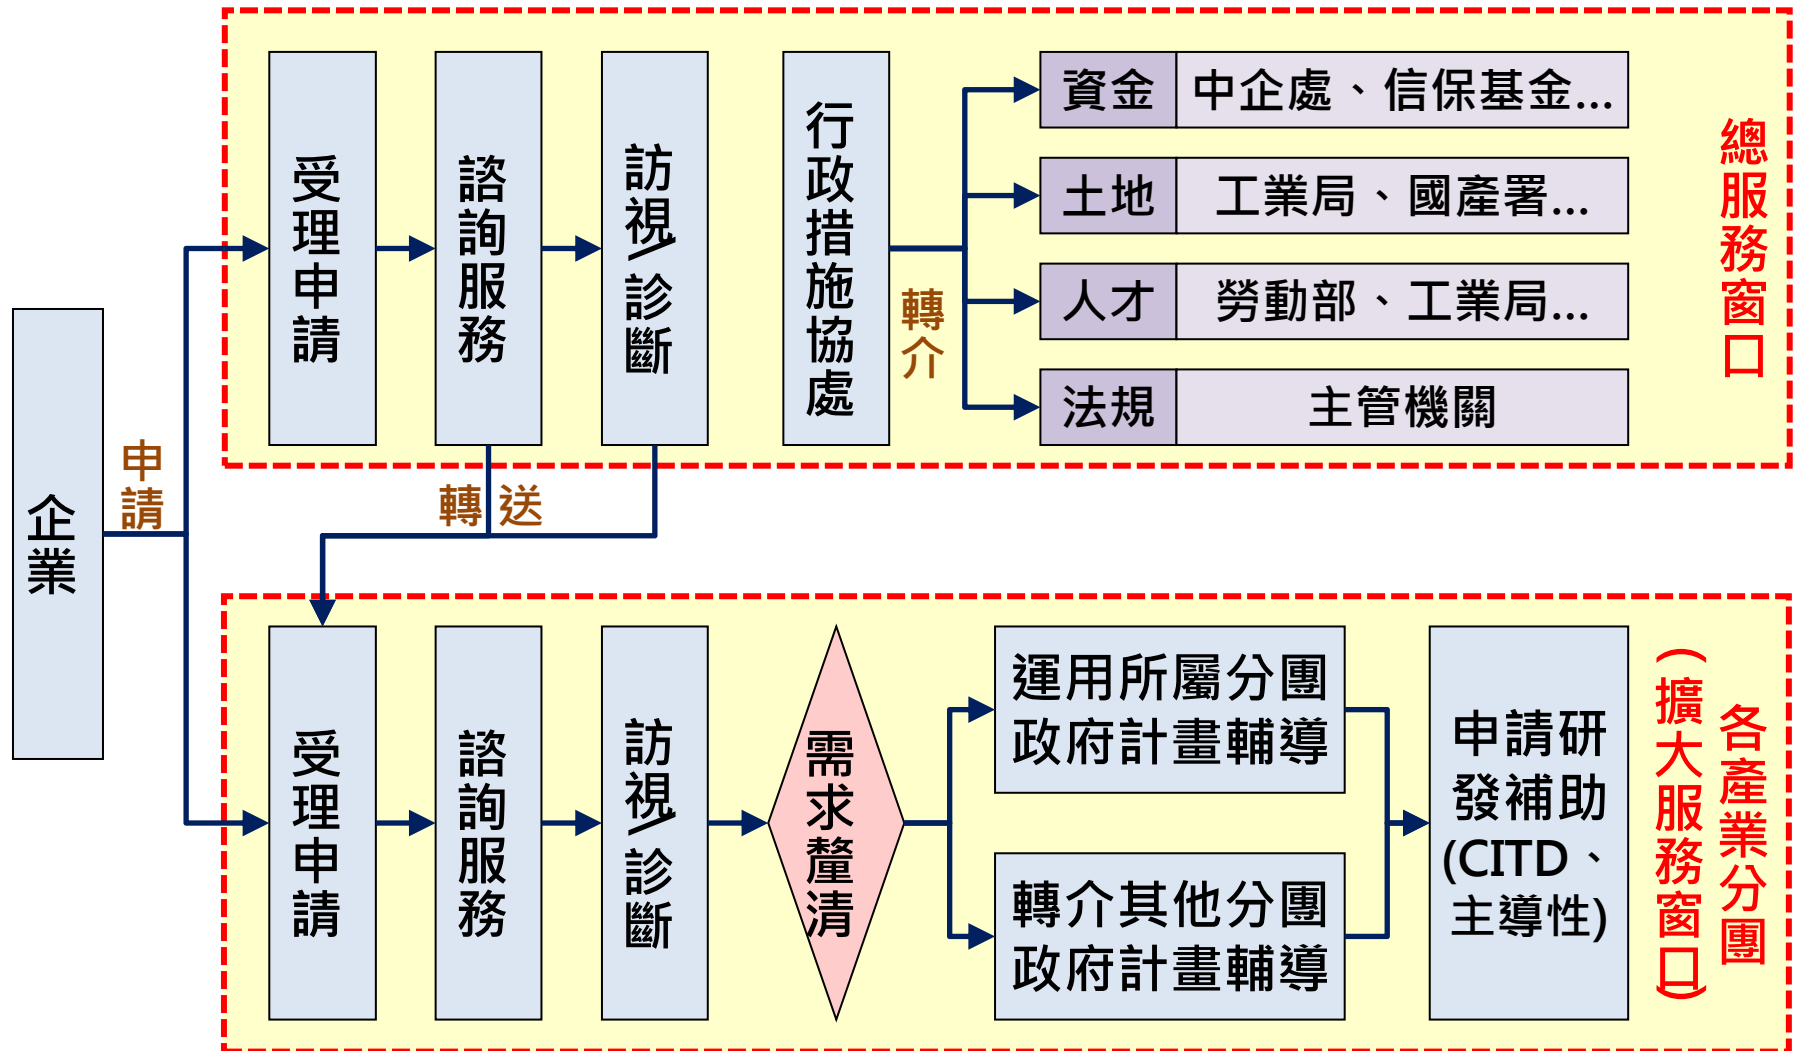 企業
申請
受理申請
諮詢服務
訪視/診斷
行政措施協處
轉介
資金
中企處、信保基金...
土地
工業局、國產署...
人才
勞動部、工業局...
法規
主管機關
總服務窗口
轉送
受理申請
諮詢服務
訪視/診斷
需求釐清
運用所屬分團
政府計畫輔導
轉介其他分團
政府計畫輔導
申請研
發補助
(CITD、
主導性)
各產業分團
(擴大服務窗口)